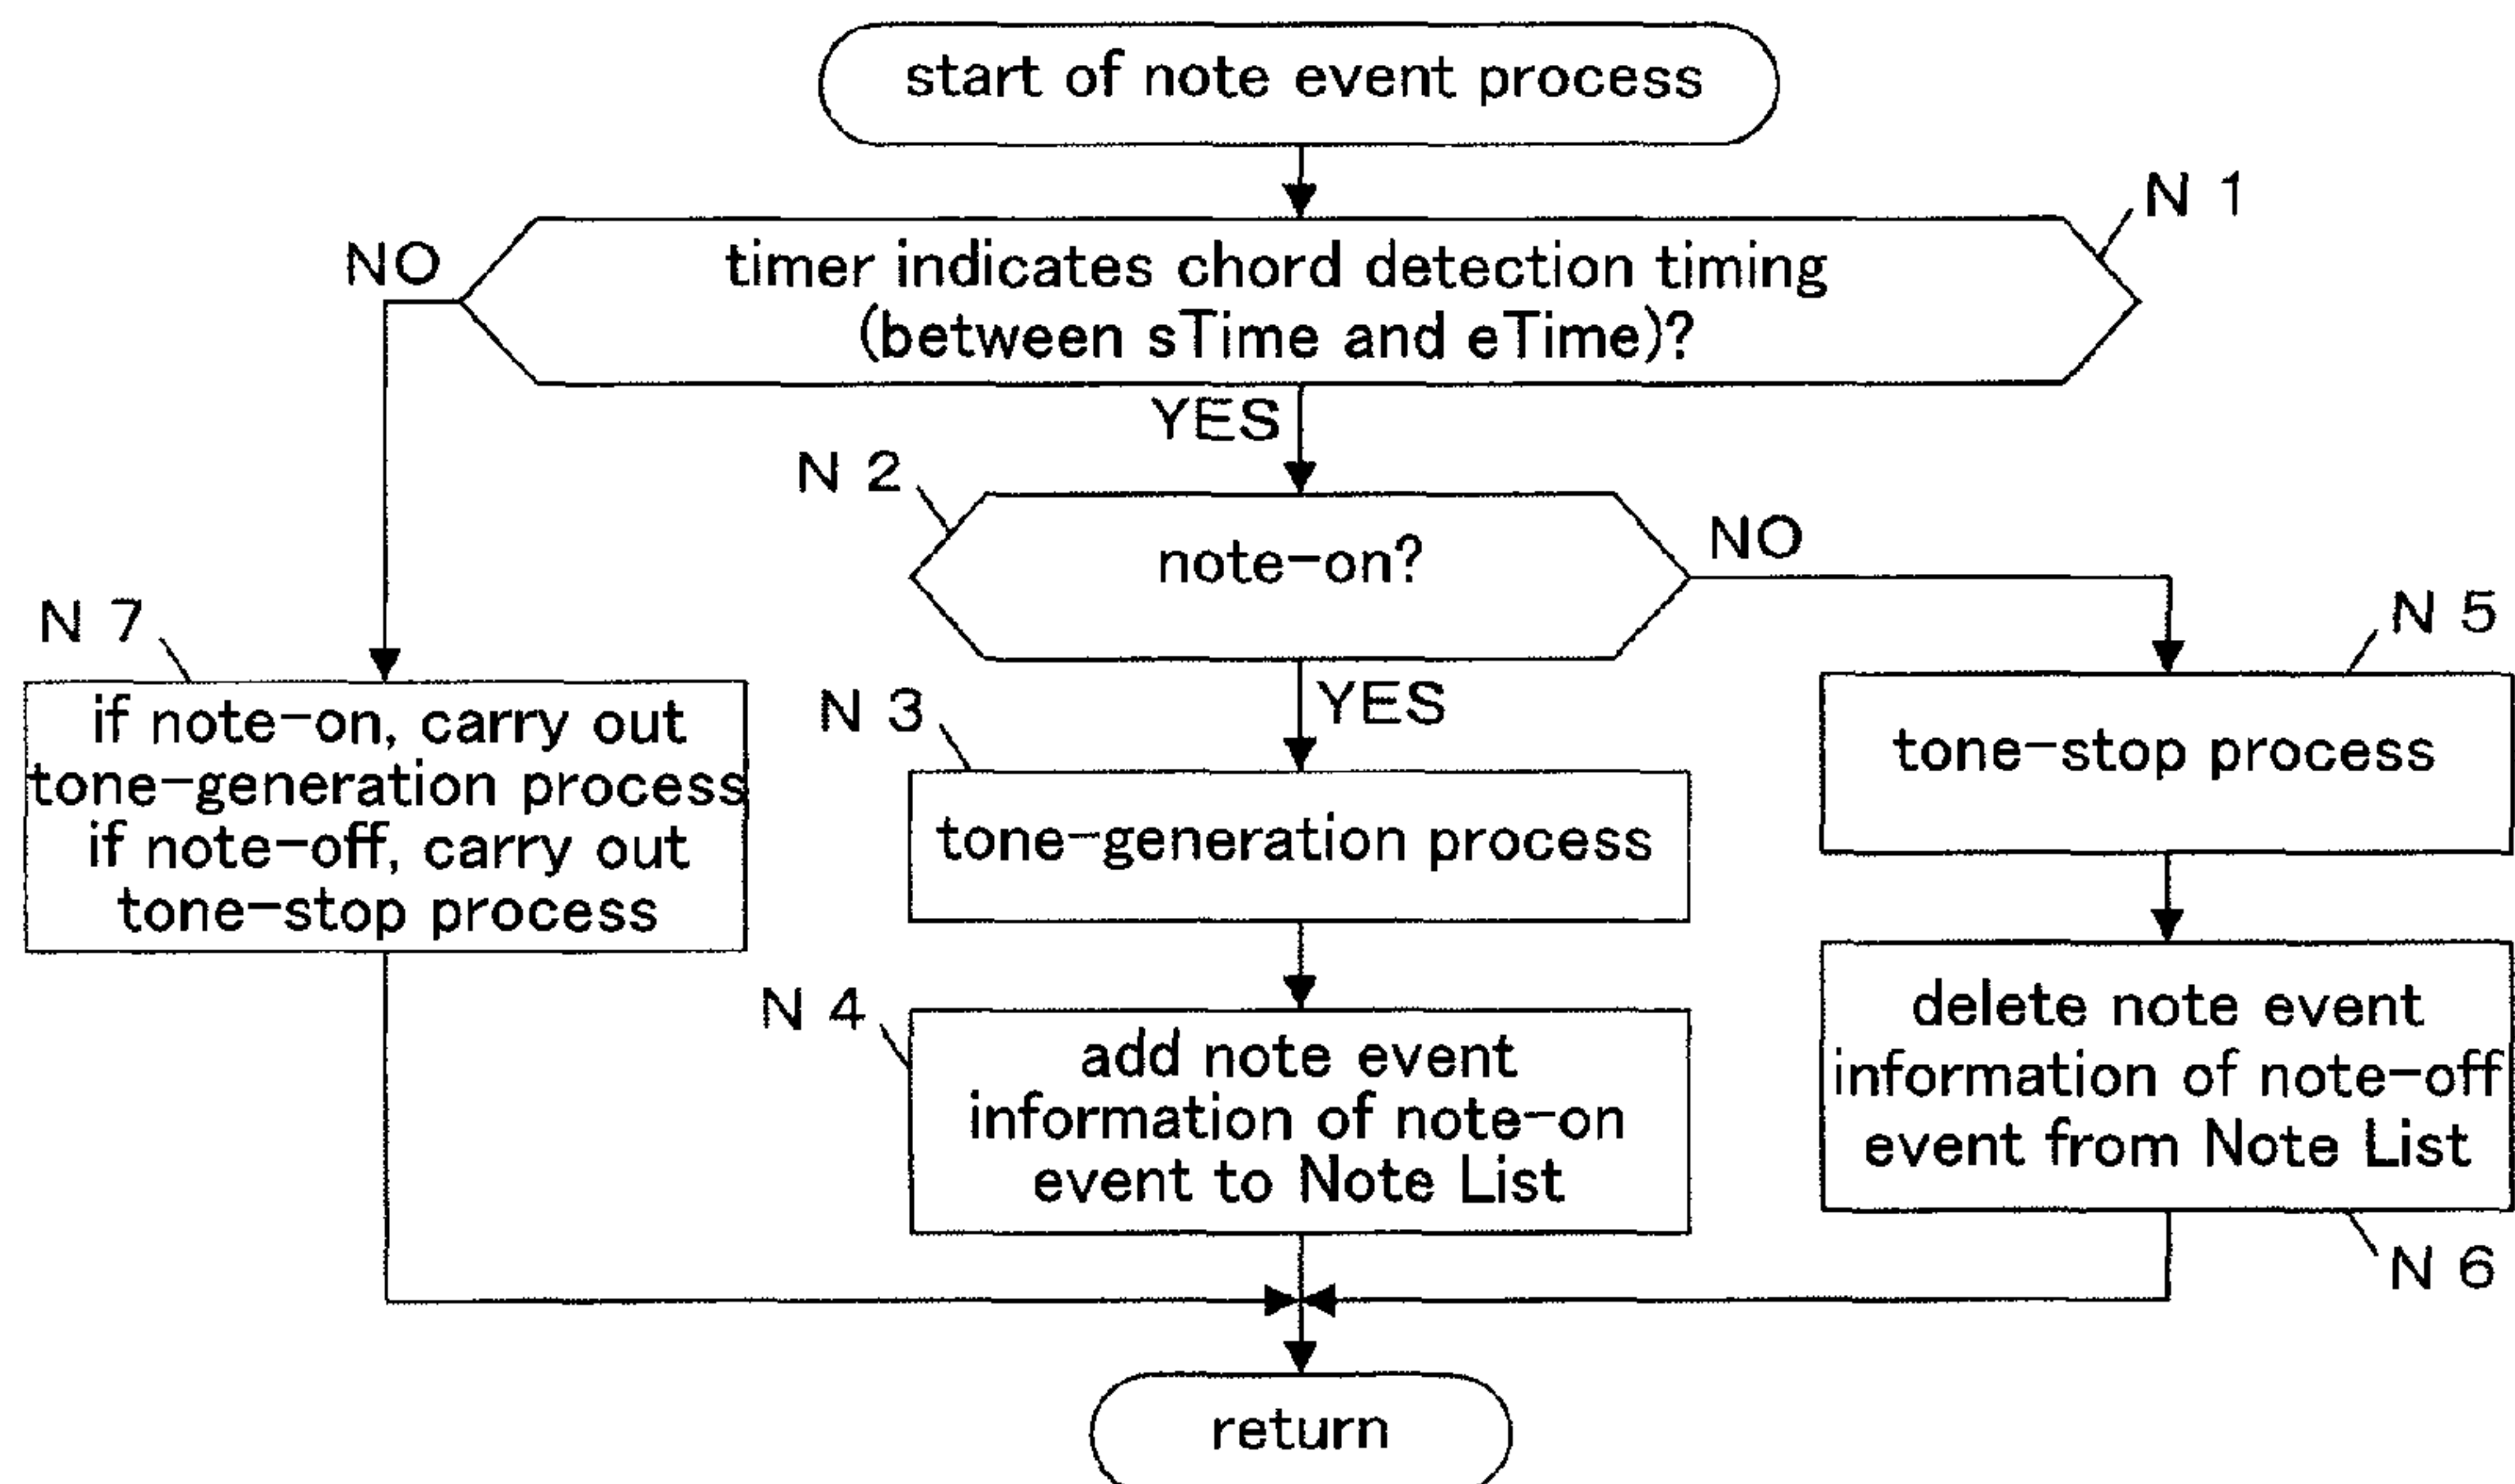 start of note event process
N 1
NO
timer indicates chord detection timing
(between sTime and eTime)?
YES
N 2
note-on?
NO
N 7
if note-on, carry out
tone-generation process
if note-off, carry out
tone-stop process
YES
N 3
tone-generation process
N 4
add note event
information of note-on
event to Note List
N 5
tone-stop process
delete note event
information of note-off
event from Note List
N 6
return